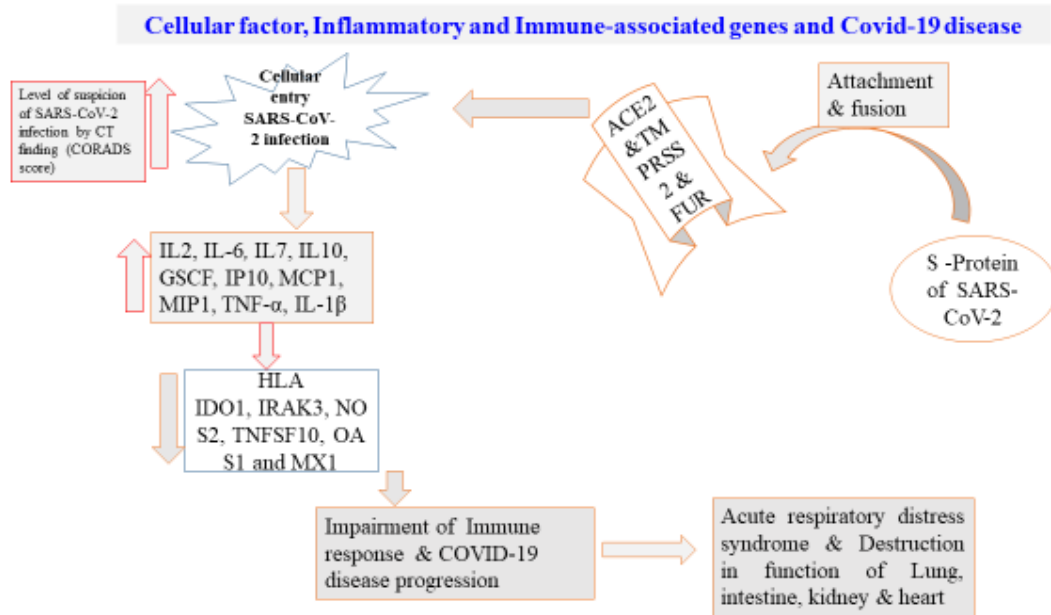 Cellular factor, Inflammatory and Immune-associated genes and Covid-19 disease
Level of suspicion
of SARS-CoV-2
infection by CT
finding (CORADS
score)
Cellular
entry
SARS-CoV-
2 infection
ACE2
&TM
PRSS
2 &
FUR
Attachment
& fusion
S -Protein
of SARS-
CoV-2
IL2, IL-6, IL7, IL10,
GSCF, IP10, MCP1,
MIP1, TNF-α, IL-1β
HLA
IDO1, IRAK3, NO
S2, TNFSF10, OA
S1 and MX1
Impairment of Immune
response & COVID-19
disease progression
Acute respiratory distress
syndrome & Destruction
in function of Lung,
intestine, kidney & heart